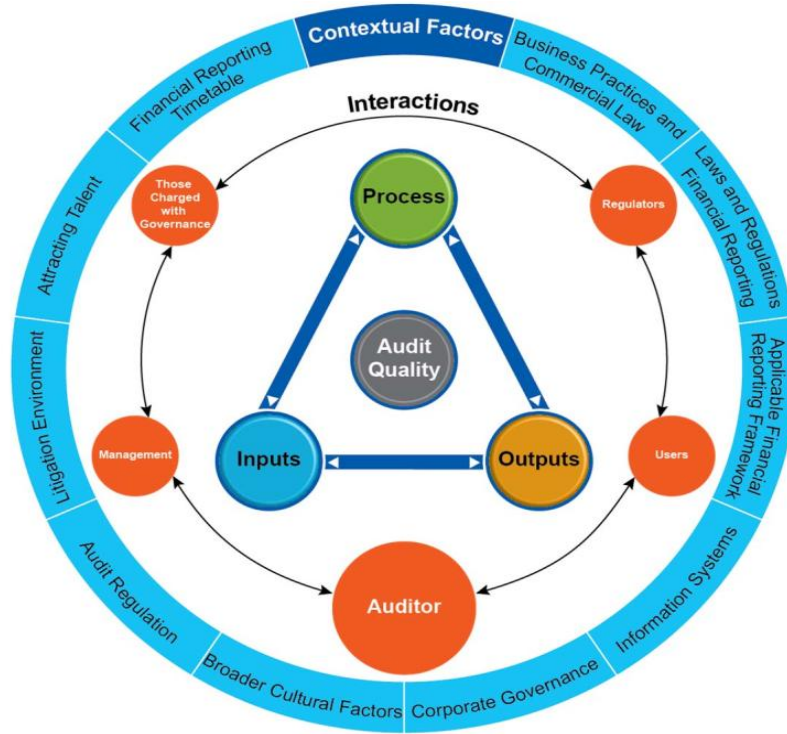 Contextual Factors
Business Practices and
Commercial Law
Laws and Regulations
Financial Reporting
Applicable Financial
Reporting Framework
Information Systems
Corporate Governance
Broader Cultural Factors
Audit Regulation
Litigation Environment
Attracting Talent
Financial Reporting
Timetable
Interactions
Those
Charged
with
Governance
Regulators
Management
Users
Auditor
Process
Audit
Quality
Inputs
Outputs